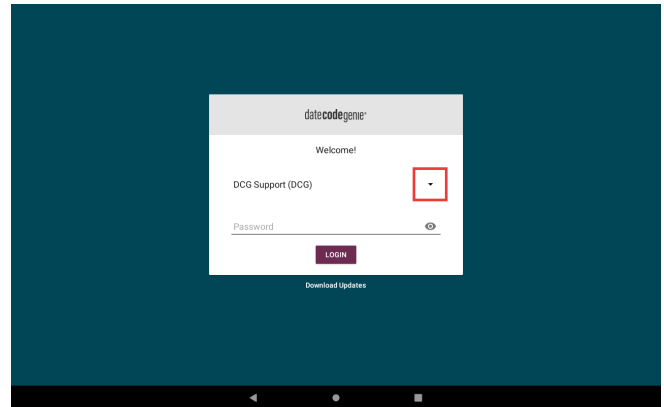 datecodegenie®
Welcome!
DCG Support (DCG)
Password
LOGIN
Download Updates